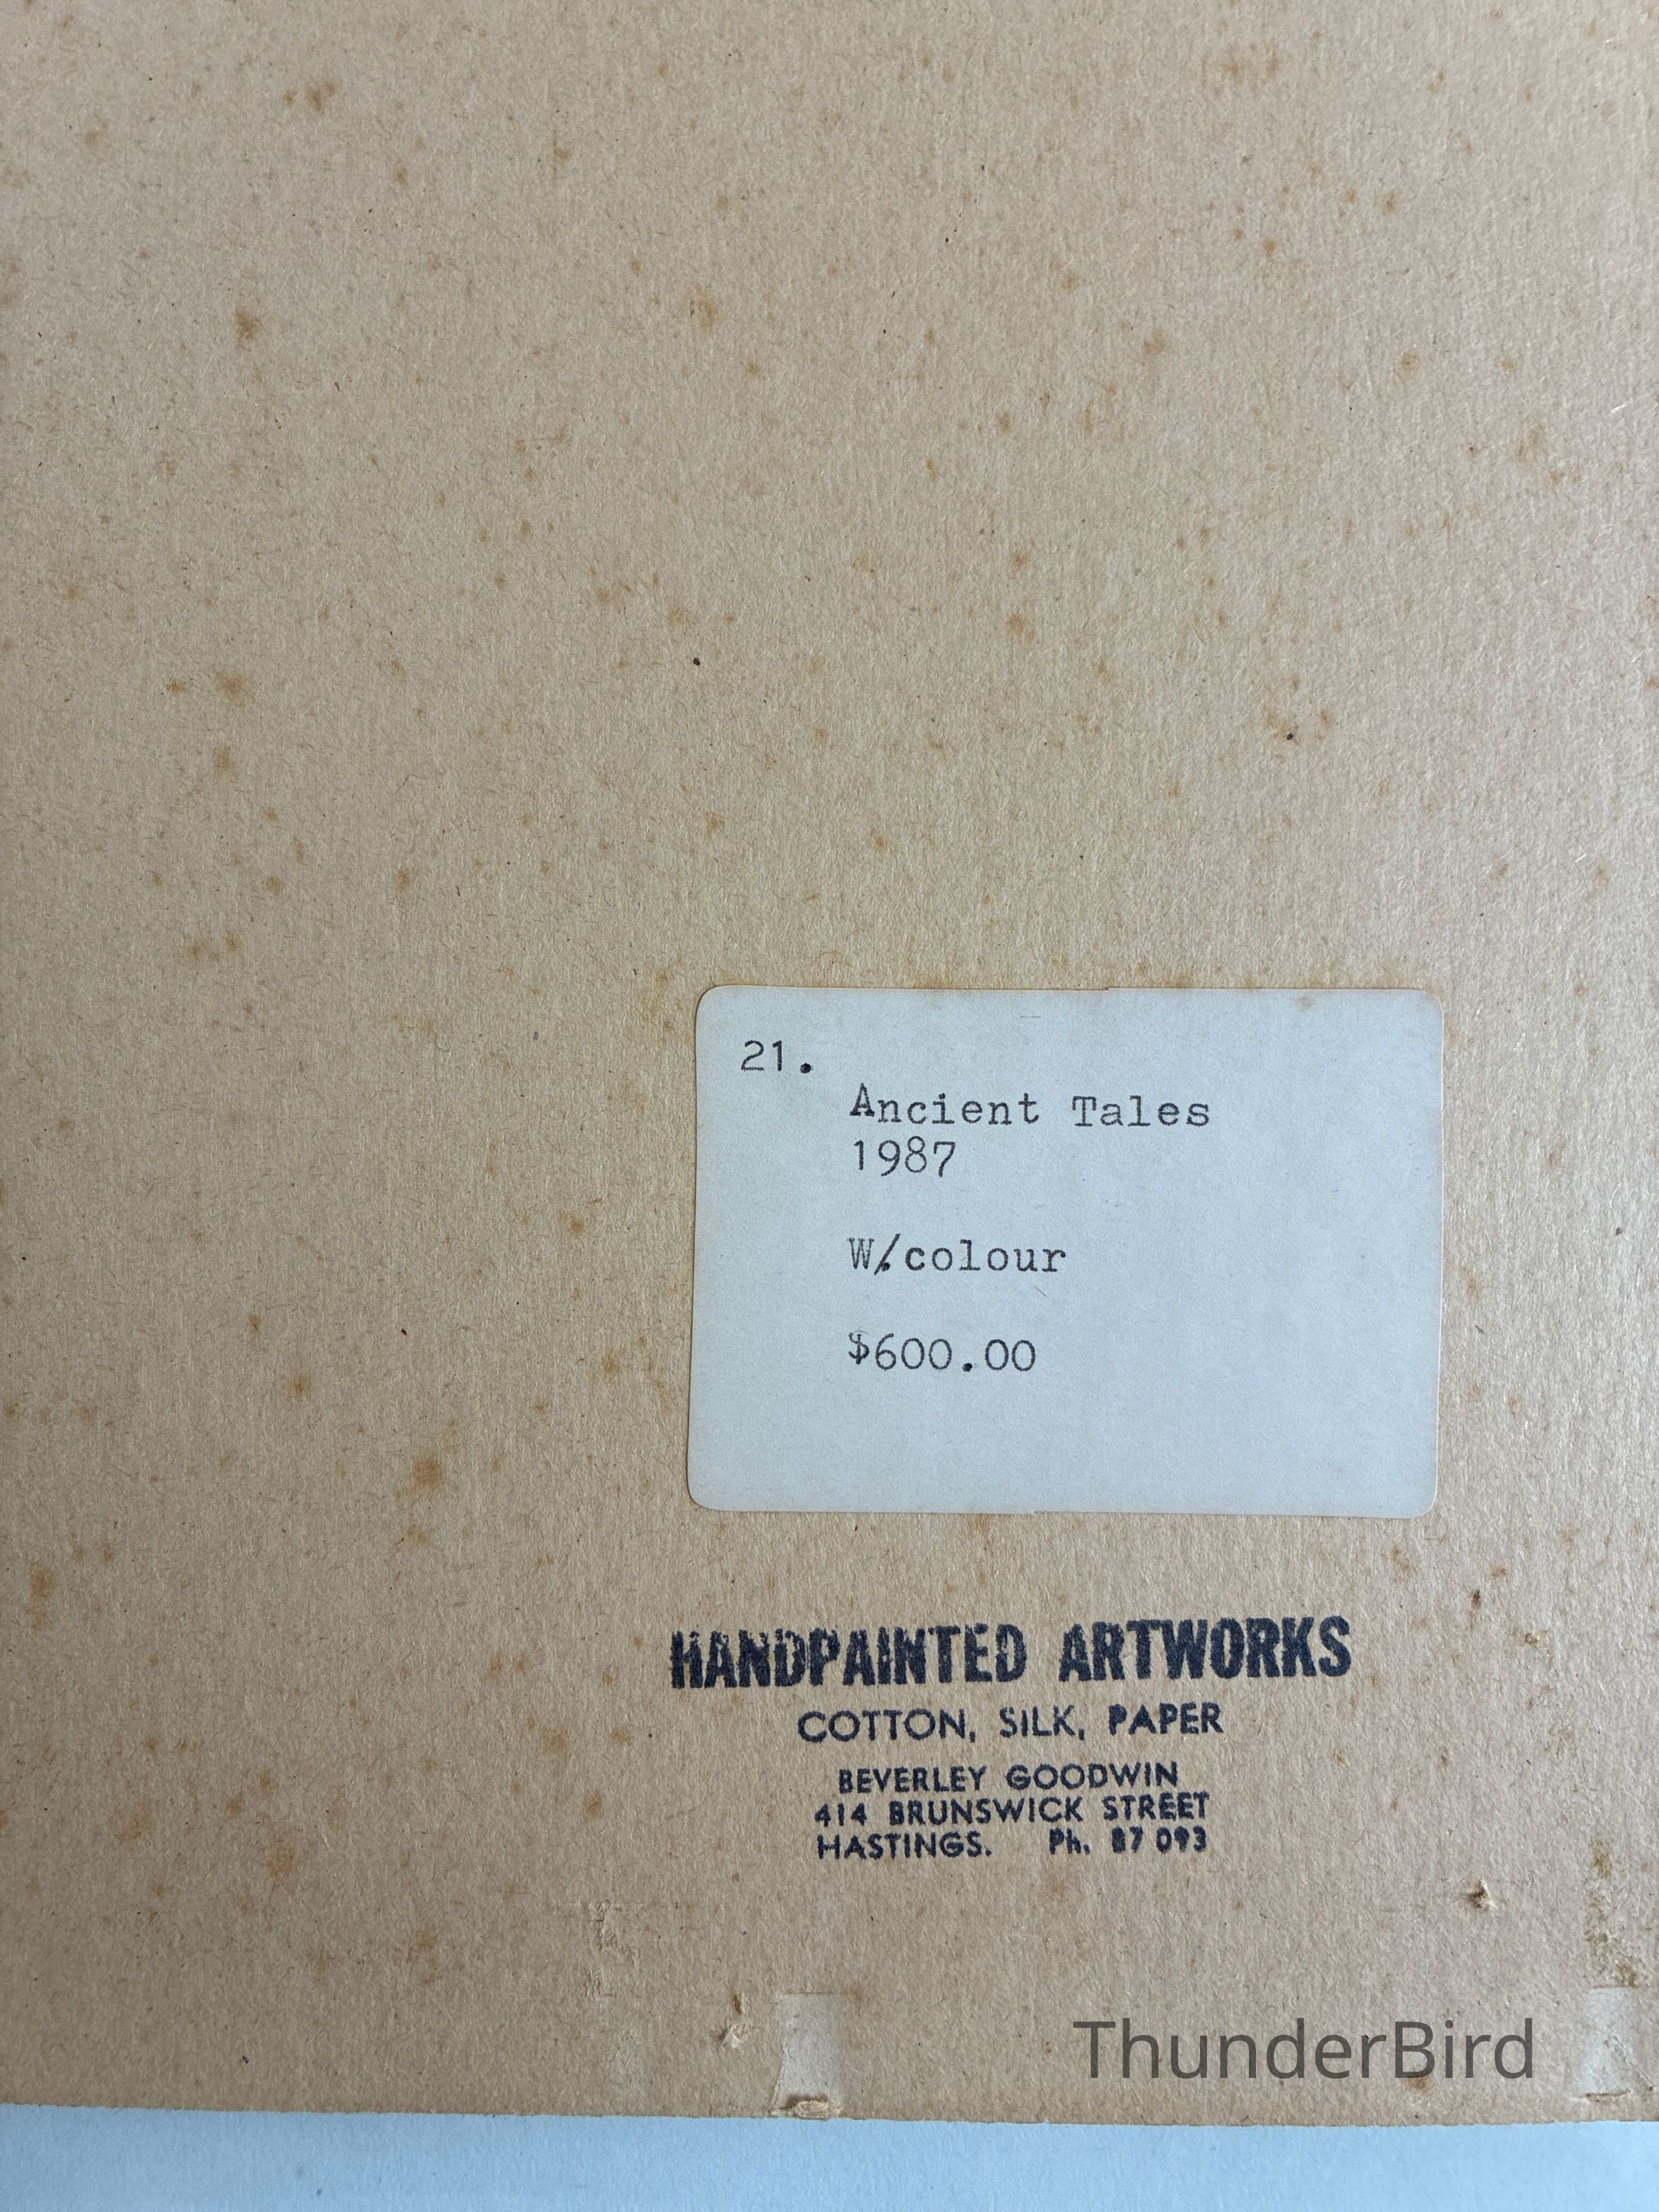 21.
Ancient Tales
1987
W./colour
$600.00
HANDPAINTED ARTWORKS
COTTON, SILK, PAPER
BEVERLEY GOODWIN
414 BRUNSWICK STREET
HASTINGS. Ph. 87 093
ThunderBird